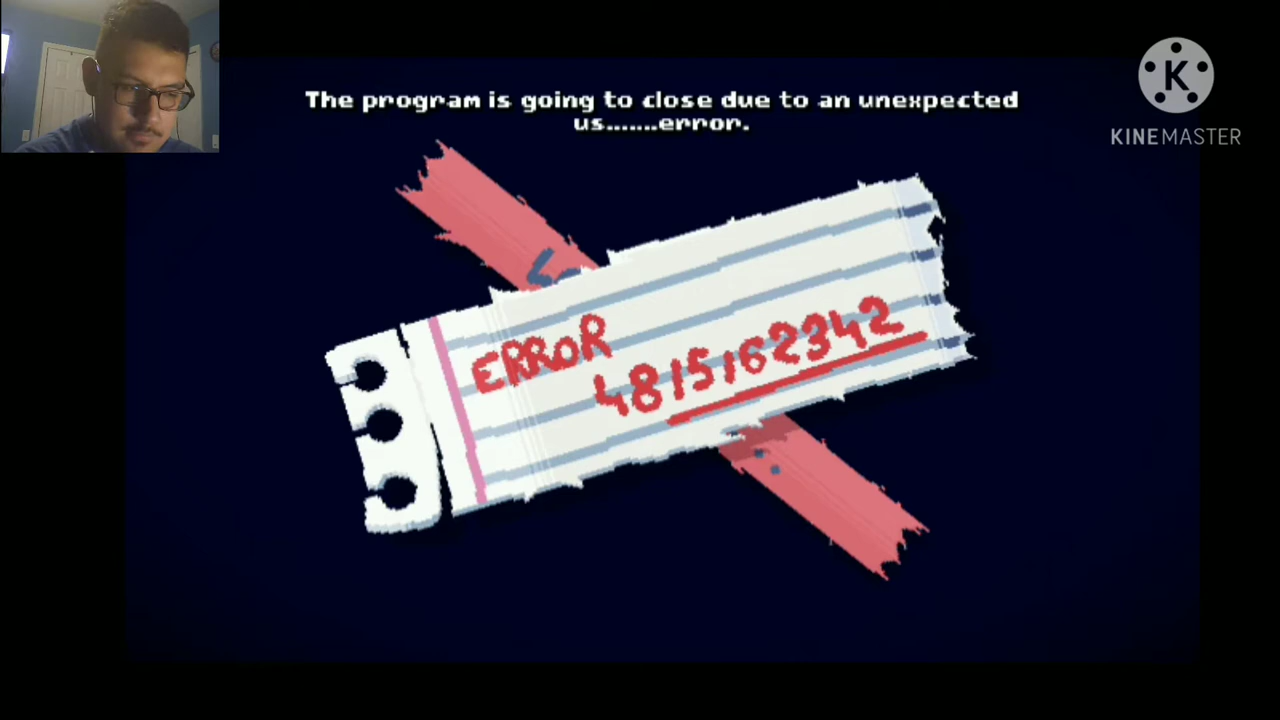 The program is going to close due to an unexpected
us.......error.
KINEMASTER
ERROR
4815162342